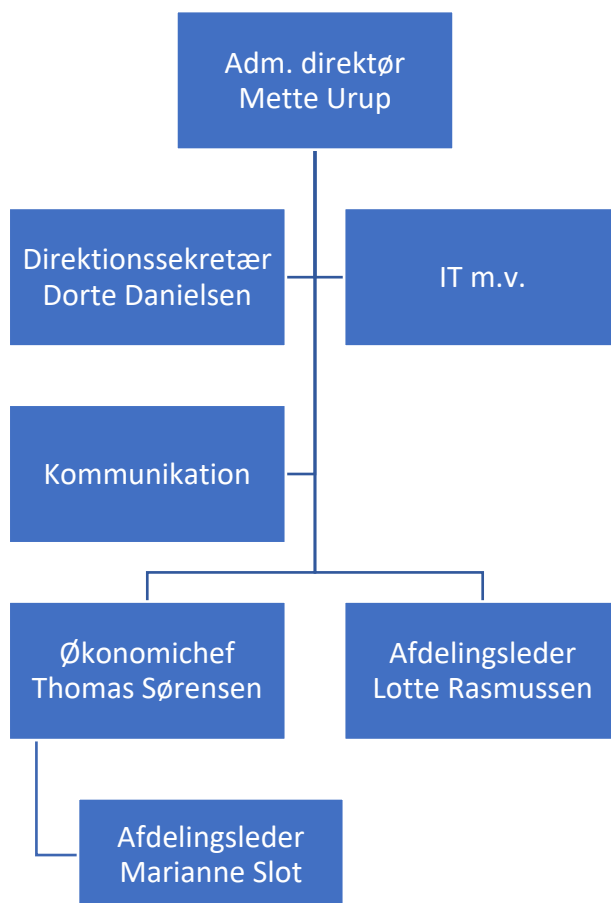 Adm. direktør
Mette Urup
Direktionssekretær
Dorte Danielsen
IT m.v.
Kommunikation
Økonomichef
Thomas Sørensen
Afdelingsleder
Lotte Rasmussen
Afdelingsleder
Marianne Slot